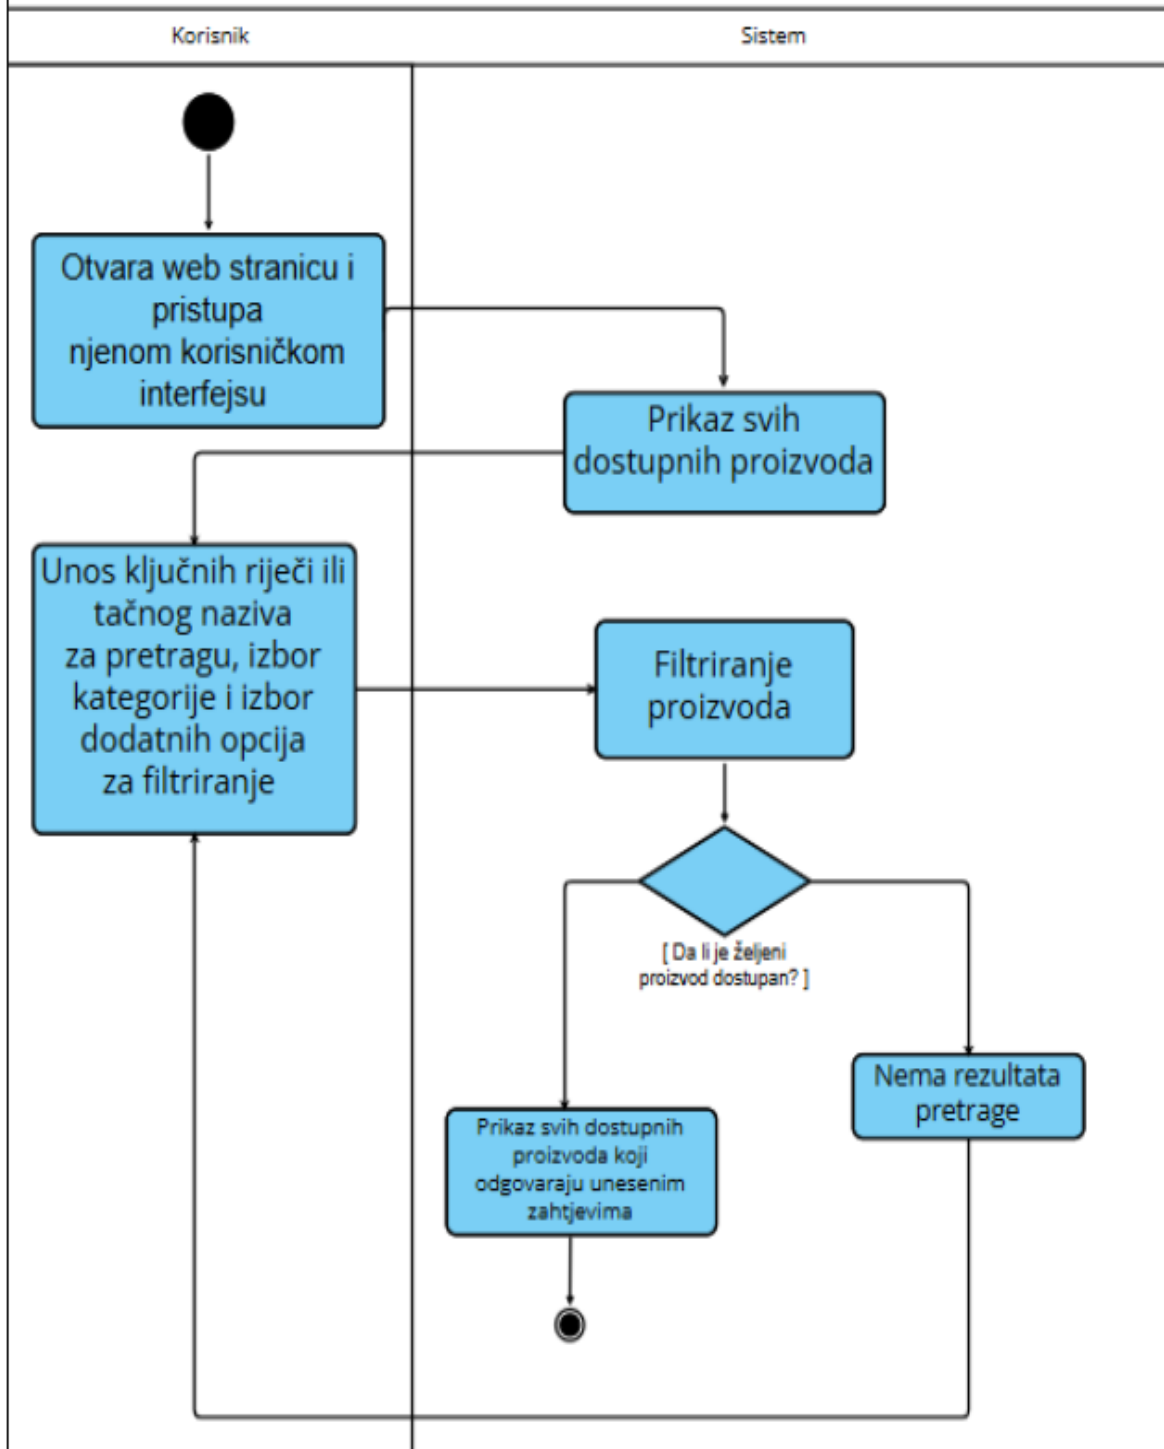 Korisnik
Sistem
Otvara web stranicu i
pristupa
njenom korisničkom
interfejsu
Prikaz svih
dostupnih proizvoda
Unos ključnih riječi ili
tačnog naziva
za pretragu, izbor
kategorije i izbor
dodatnih opcija
za filtriranje
Filtriranje
proizvoda
[ Da li je željeni
proizvod dostupan? ]
Nema rezultata
pretrage
Prikaz svih dostupnih
proizvoda koji
odgovaraju unesenim
zahtjevima